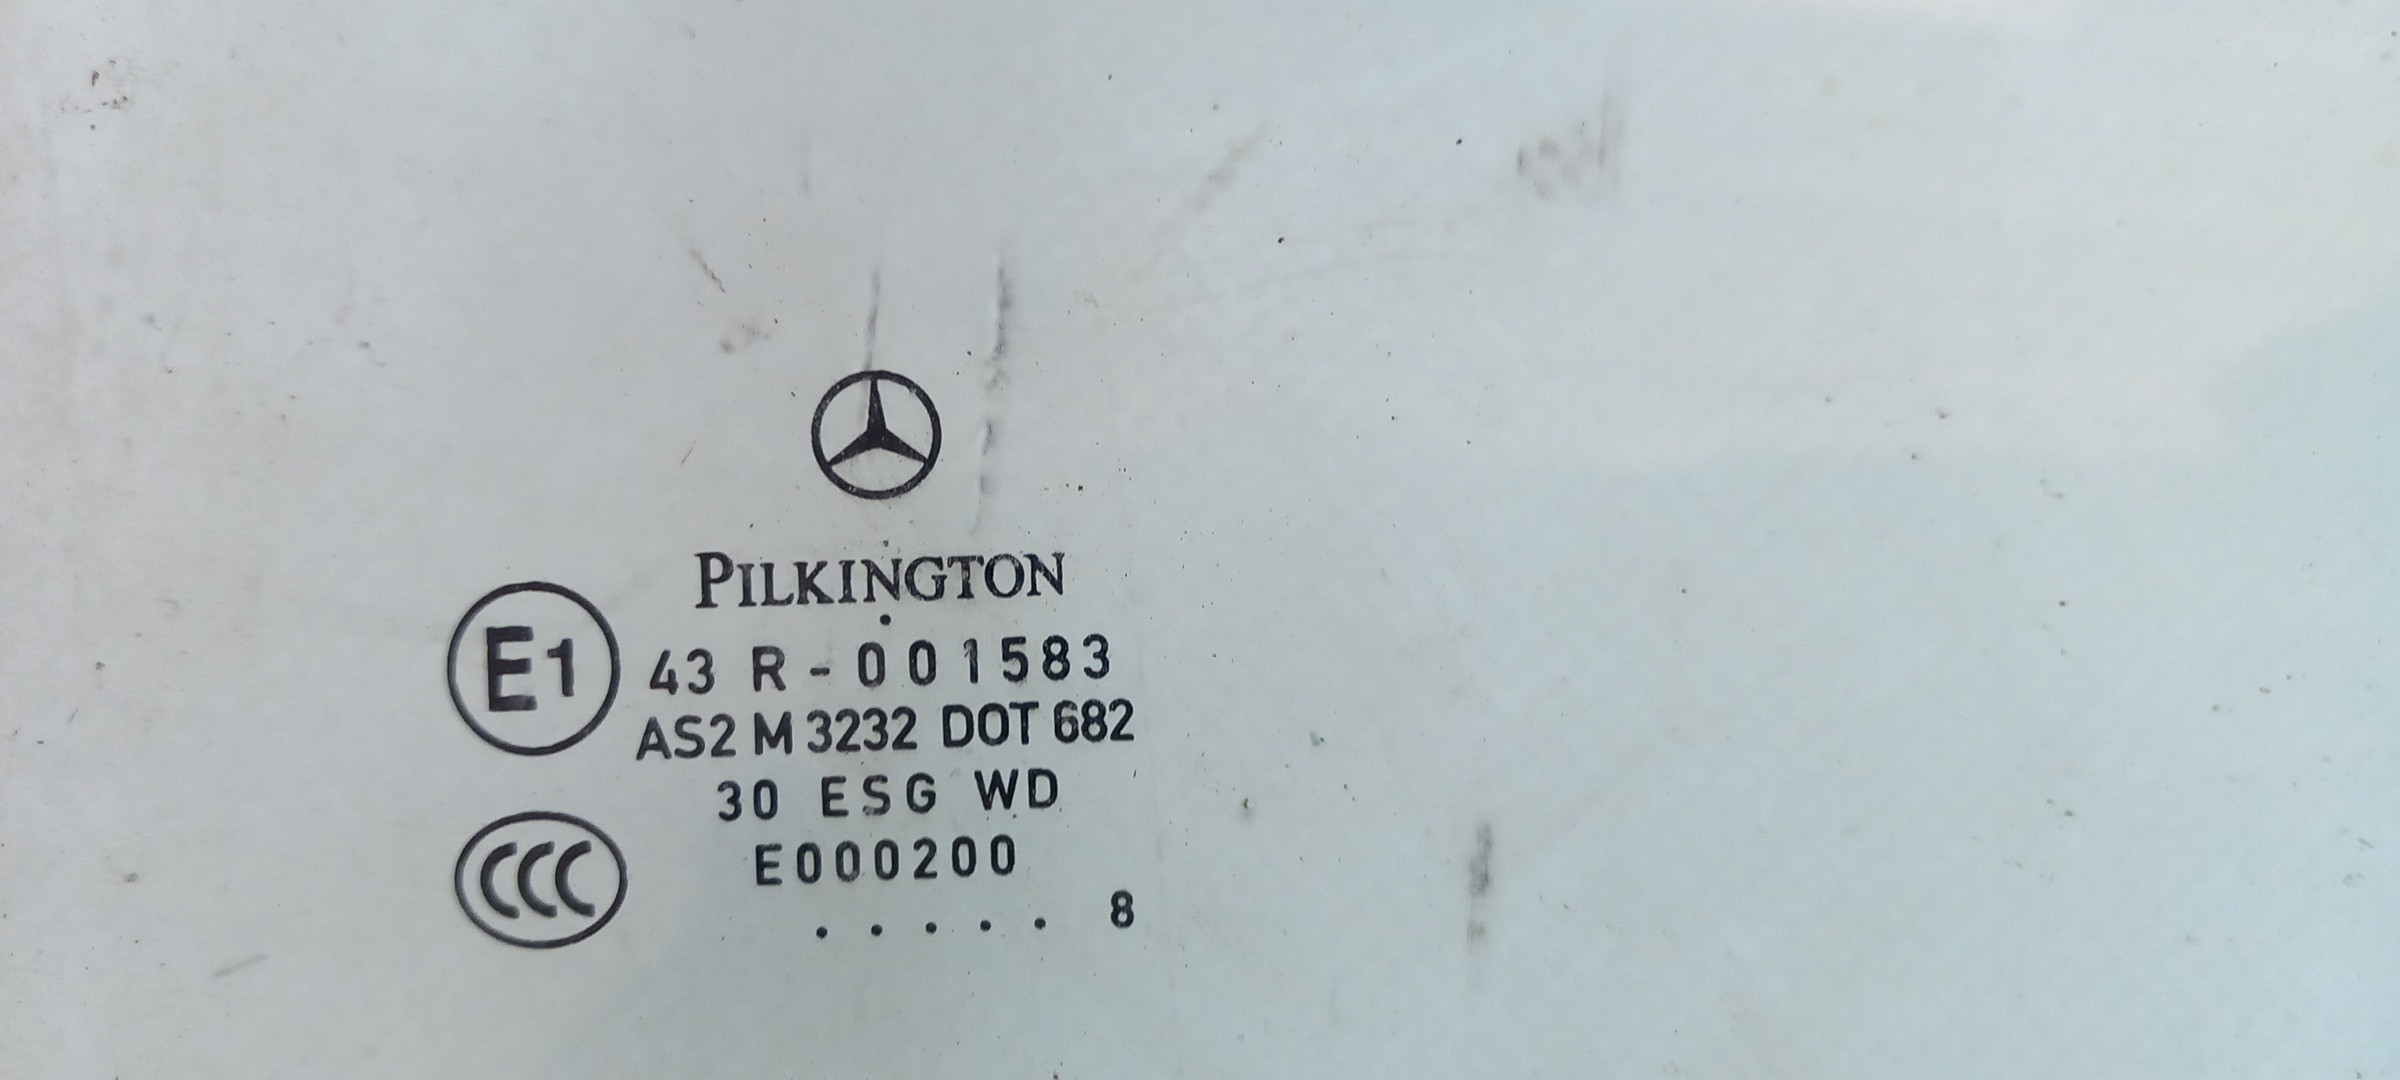 PILKINGTON
E1 43 R - 001583
AS2 M 3232 DOT 682
30 ESG WD
E000200
CCC
. . . . . 8